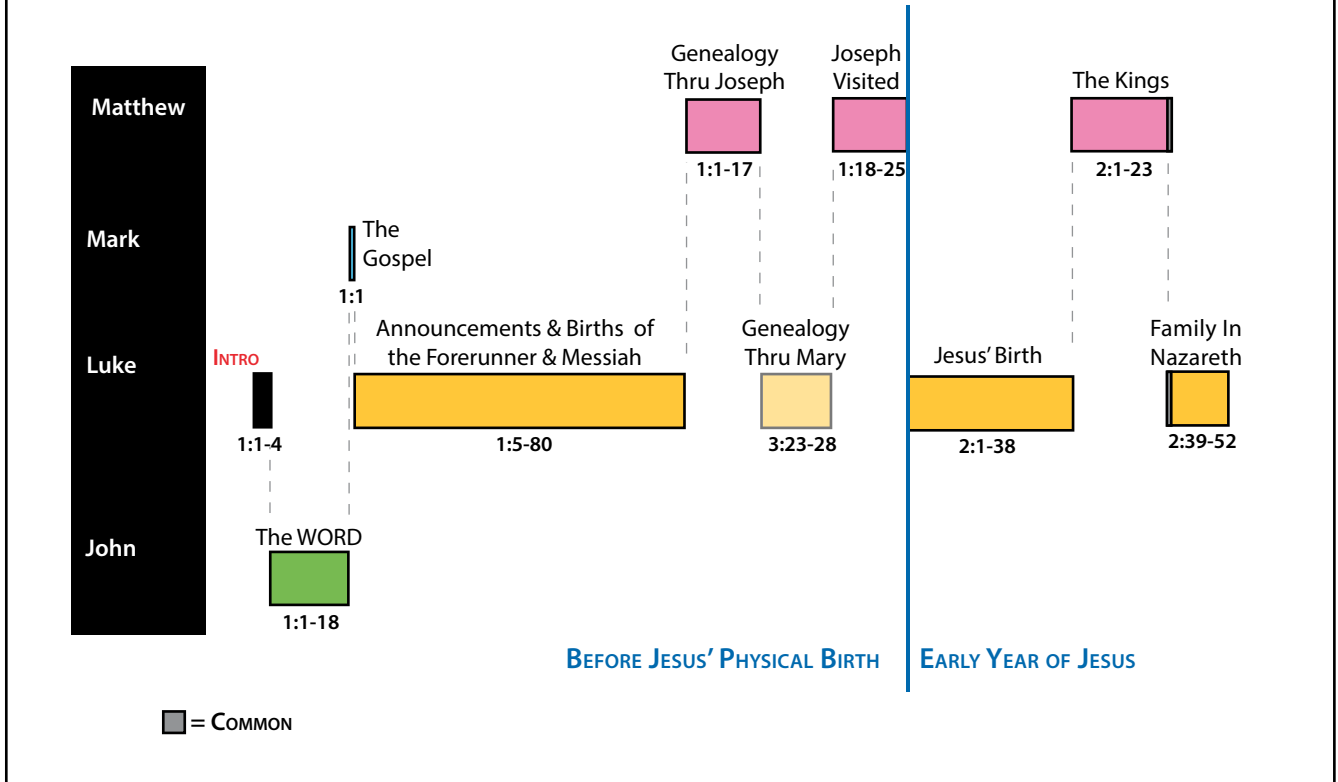 Genealogy
Thru Joseph
Joseph
Visited
The Kings
Matthew
1:1-17
1:18-25
2:1-23
Mark
The
Gospel
1:1
Announcements & Births of
the Forerunner & Messiah
Genealogy
Thru Mary
Jesus' Birth
Family In
Nazareth
Luke
INTRO
1:1-4
1:5-80
3:23-28
2:1-38
2:39-52
John
The WORD
1:1-18
BEFORE JESUS' PHYSICAL BIRTH
EARLY YEAR OF JESUS
= COMMON